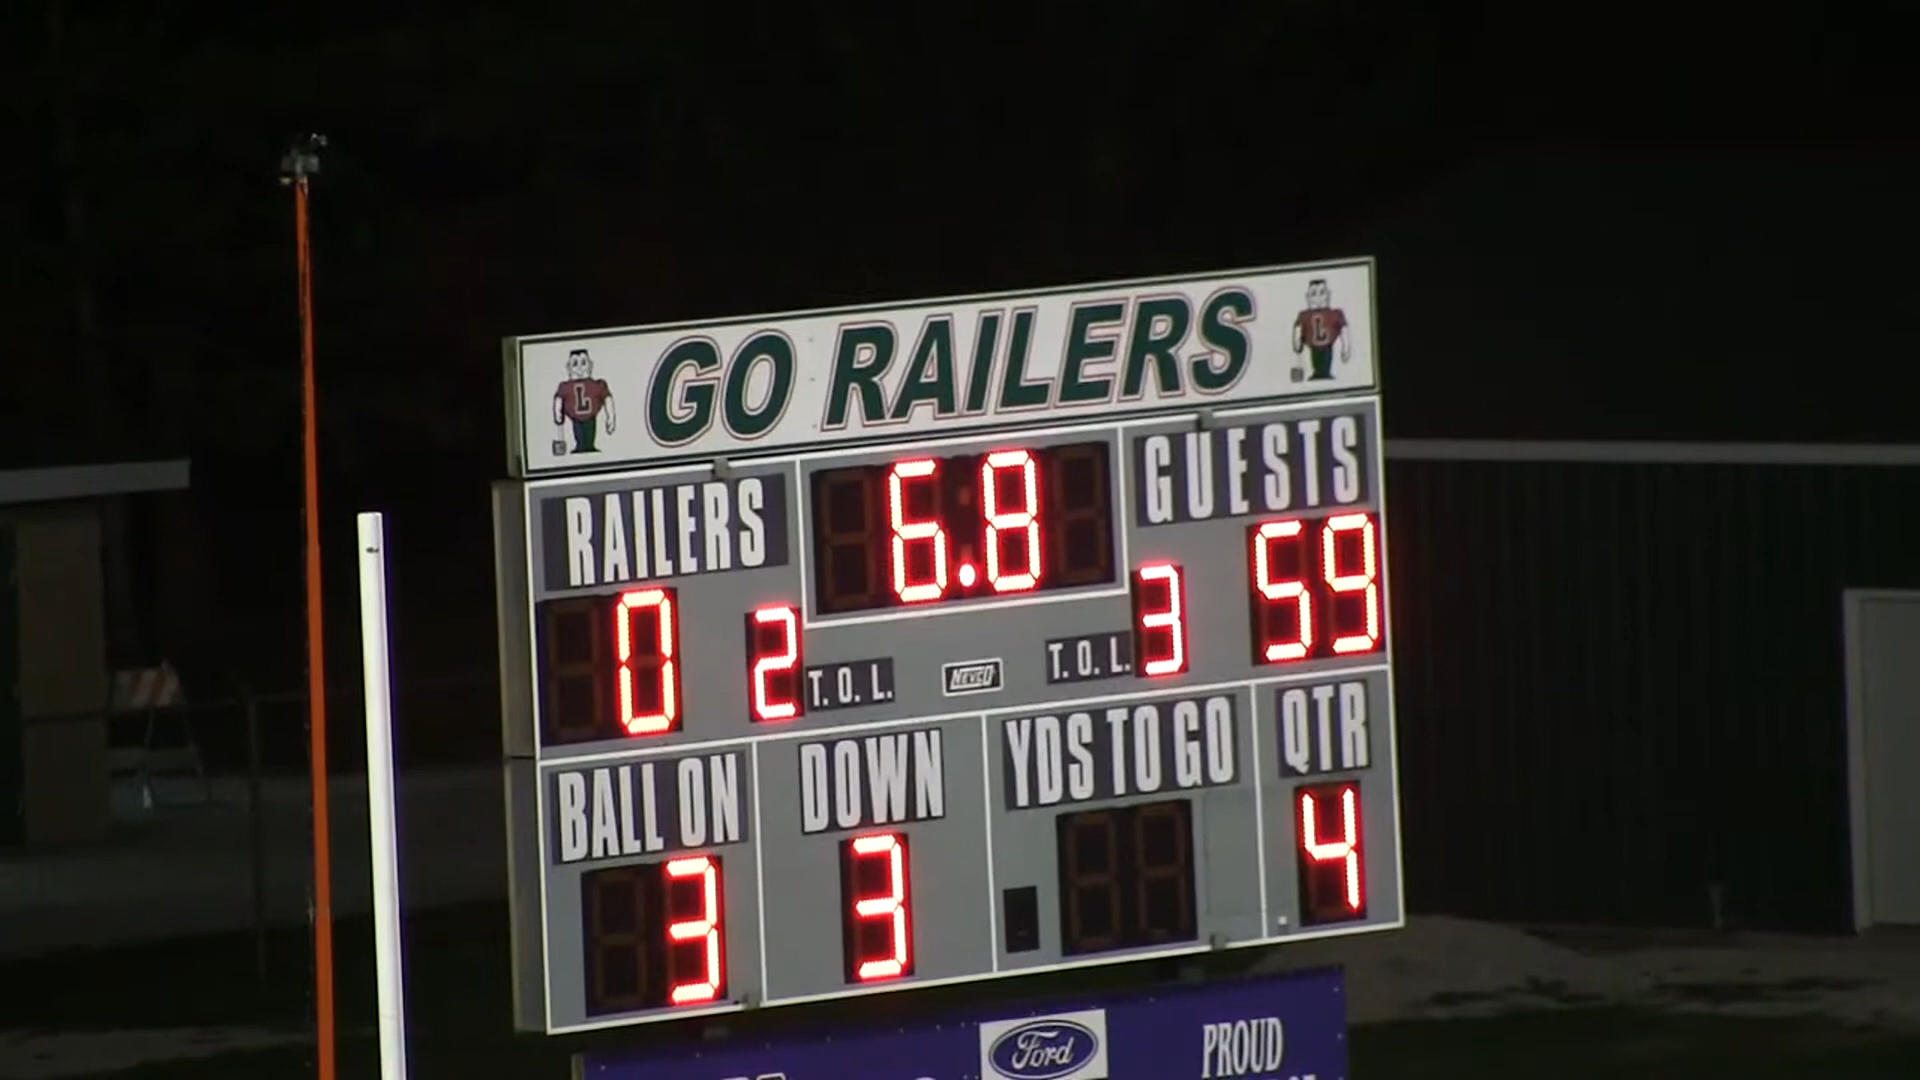 GO RAILERS
L
L
RAILERS
6.8
GUESTS
0
2
T.O.L.
NEVCO
T.O.L.
3
59
BALL ON
DOWN
YDS TO GO
QTR
3
3
4
Ford
PROUD